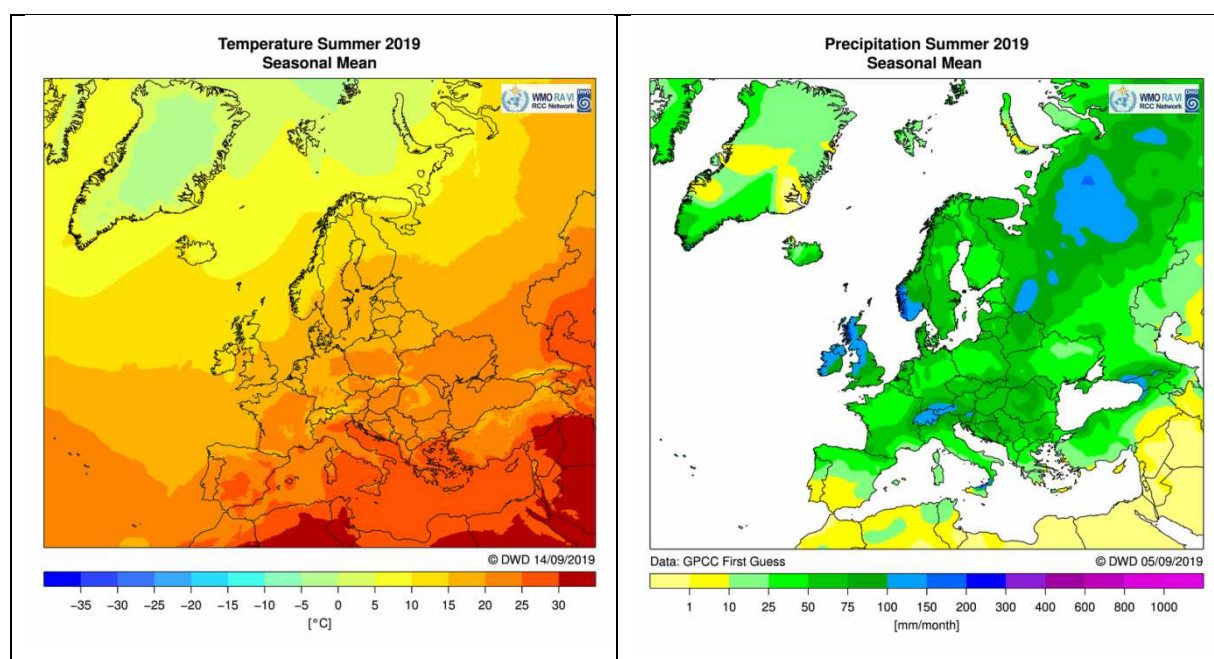 Temperature Summer 2019
Seasonal Mean
WMO RA VI
RCC Network
DWD
© DWD 14/09/2019
−35 −30 −25 −20 −15 −10 −5 0 5 10 15 20 25 30
[°C]
Precipitation Summer 2019
Seasonal Mean
WMO RA VI
RCC Network
DWD
Data: GPCC First Guess © DWD 05/09/2019
1 10 25 50 75 100 150 200 300 400 600 800 1000
[mm/month]